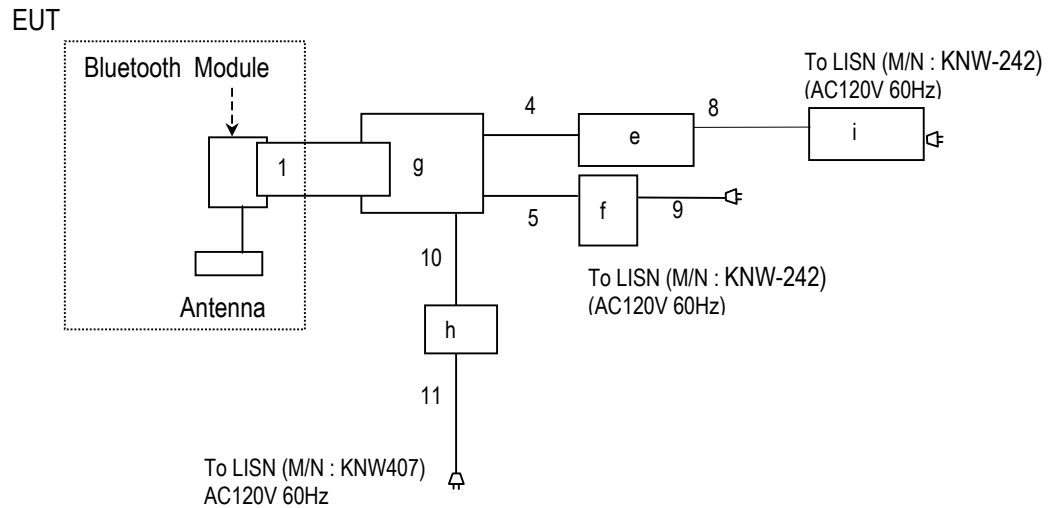 EUT
Bluetooth Module
To LISN (M/N : KNW-242)
(AC120V 60Hz)
4
8
e
i
1
g
5
f
9
10
To LISN (M/N : KNW-242)
(AC120V 60Hz)
Antenna
h
11
To LISN (M/N : KNW407)
AC120V 60Hz